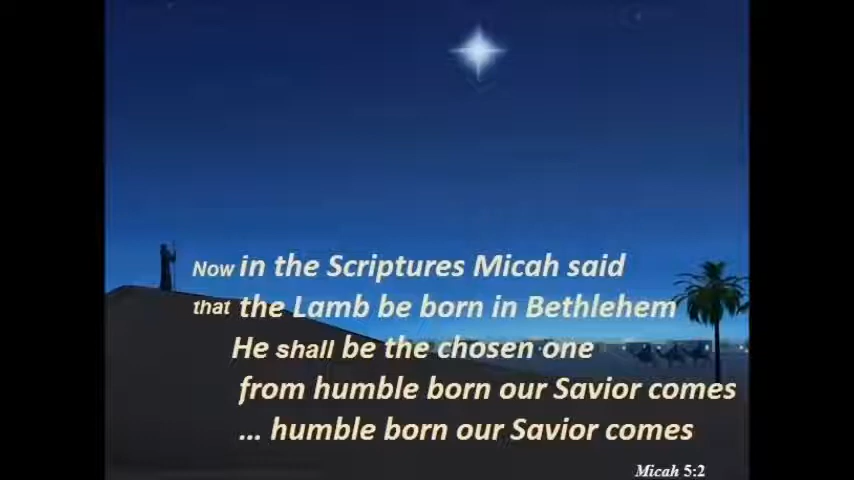 Now in the Scriptures Micah said
that the Lamb be born in Bethlehem
He shall be the chosen one
from humble born our Savior comes
... humble born our Savior comes
Micah 5:2